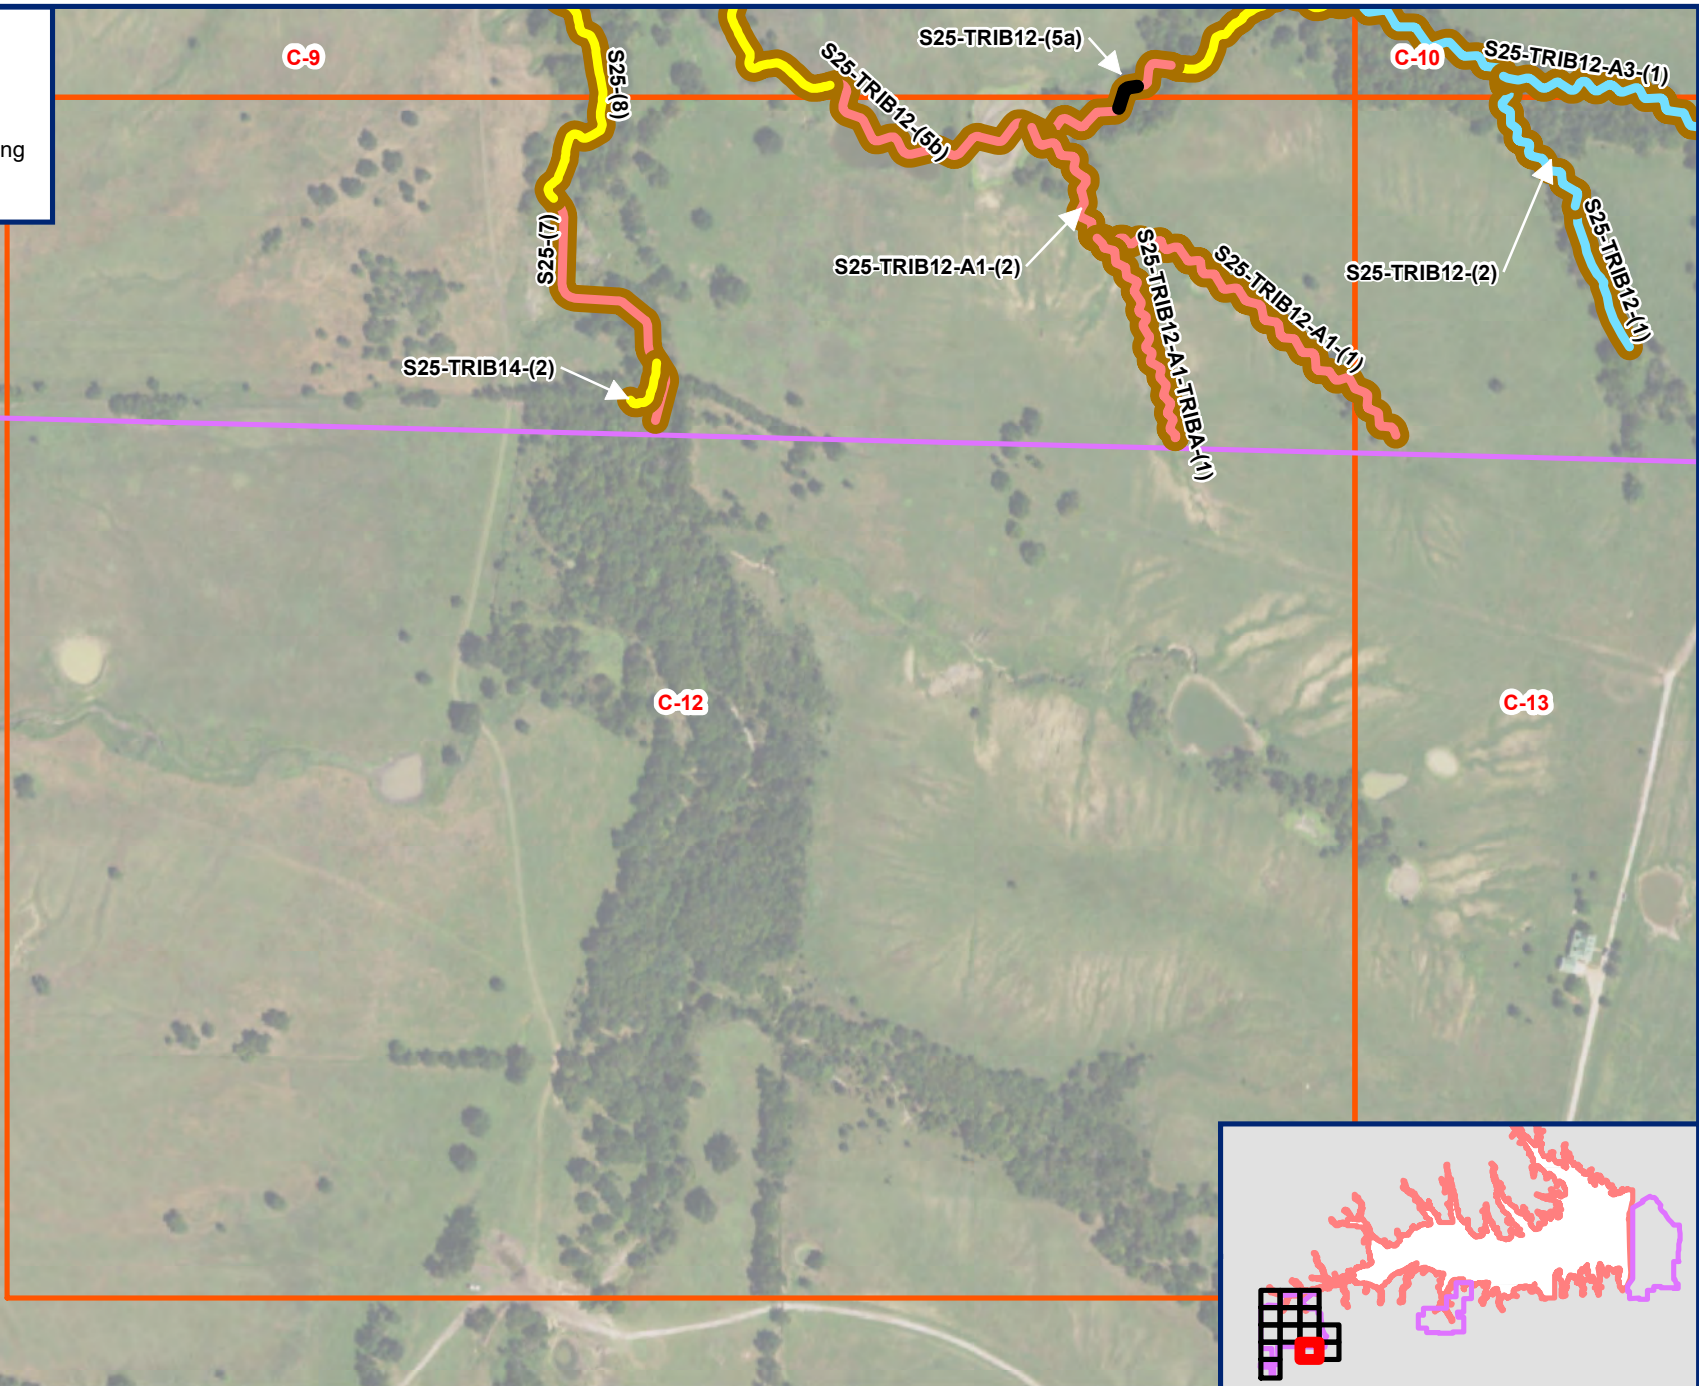 S25-TRIB12-(5a)
C-9
C-10
S25-TRIB12-A3-(1)
S25-(8)
S25-TRIB12-(5b)
ng
S25-(7)
S25-TRIB12-A1-(2)
S25-TRIB12-A1-TRIBA-(1)
S25-TRIB12-A1-(1)
S25-TRIB12-(2)
S25-TRIB12-(1)
S25-TRIB14-(2)
C-12
C-13